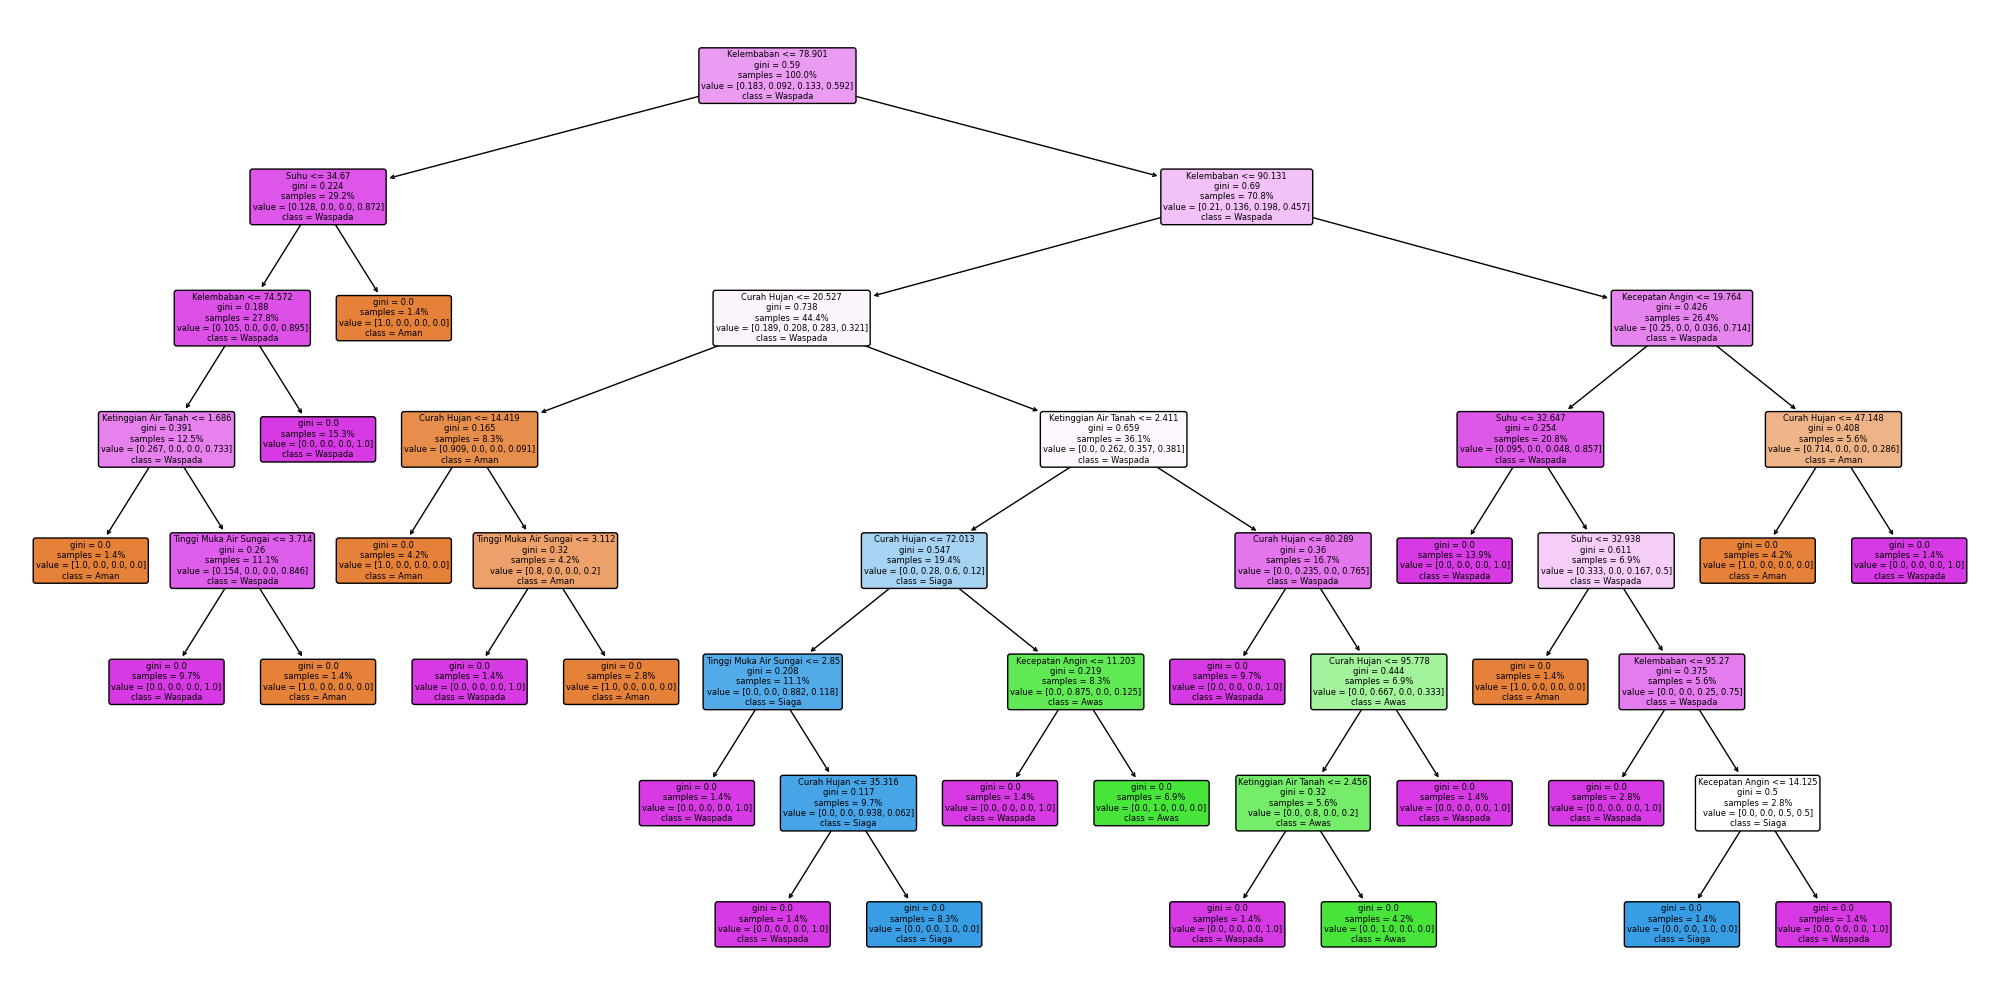 Kelembaban <= 78.901
gini = 0.59
samples = 100.0%
value = [0.183, 0.092, 0.133, 0.592]
class = Waspada
Suhu <= 34.67
gini = 0.224
samples = 29.2%
value = [0.128, 0.0, 0.0, 0.872]
class = Waspada
Kelembaban <= 90.131
gini = 0.69
samples = 70.8%
value = [0.21, 0.136, 0.198, 0.457]
class = Waspada
Kelembaban <= 74.572
gini = 0.188
samples = 27.8%
value = [0.105, 0.0, 0.0, 0.895]
class = Waspada
gini = 0.0
samples = 1.4%
value = [1.0, 0.0, 0.0, 0.0]
class = Aman
Curah Hujan <= 20.527
gini = 0.738
samples = 44.4%
value = [0.189, 0.208, 0.283, 0.321]
class = Waspada
Kecepatan Angin <= 19.764
gini = 0.426
samples = 26.4%
value = [0.25, 0.0, 0.036, 0.714]
class = Waspada
Ketinggian Air Tanah <= 1.686
gini = 0.391
samples = 12.5%
value = [0.267, 0.0, 0.0, 0.733]
class = Waspada
gini = 0.0
samples = 15.3%
value = [0.0, 0.0, 0.0, 1.0]
class = Waspada
Curah Hujan <= 14.419
gini = 0.165
samples = 8.3%
value = [0.909, 0.0, 0.0, 0.091]
class = Aman
Ketinggian Air Tanah <= 2.411
gini = 0.659
samples = 36.1%
value = [0.0, 0.262, 0.357, 0.381]
class = Waspada
Suhu <= 32.647
gini = 0.254
samples = 20.8%
value = [0.095, 0.0, 0.048, 0.857]
class = Waspada
Curah Hujan <= 47.148
gini = 0.408
samples = 5.6%
value = [0.714, 0.0, 0.0, 0.286]
class = Aman
gini = 0.0
samples = 1.4%
value = [1.0, 0.0, 0.0, 0.0]
class = Aman
Tinggi Muka Air Sungai <= 3.714
gini = 0.26
samples = 11.1%
value = [0.154, 0.0, 0.0, 0.846]
class = Waspada
gini = 0.0
samples = 4.2%
value = [1.0, 0.0, 0.0, 0.0]
class = Aman
Tinggi Muka Air Sungai <= 3.112
gini = 0.32
samples = 4.2%
value = [0.8, 0.0, 0.0, 0.2]
class = Aman
Curah Hujan <= 72.013
gini = 0.547
samples = 19.4%
value = [0.0, 0.28, 0.6, 0.12]
class = Siaga
Curah Hujan <= 80.289
gini = 0.36
samples = 16.7%
value = [0.0, 0.235, 0.0, 0.765]
class = Waspada
gini = 0.0
samples = 13.9%
value = [0.0, 0.0, 0.0, 1.0]
class = Waspada
Suhu <= 32.938
gini = 0.611
samples = 6.9%
value = [0.333, 0.0, 0.167, 0.5]
class = Waspada
gini = 0.0
samples = 4.2%
value = [1.0, 0.0, 0.0, 0.0]
class = Aman
gini = 0.0
samples = 1.4%
value = [0.0, 0.0, 0.0, 1.0]
class = Waspada
gini = 0.0
samples = 9.7%
value = [0.0, 0.0, 0.0, 1.0]
class = Waspada
gini = 0.0
samples = 1.4%
value = [1.0, 0.0, 0.0, 0.0]
class = Aman
gini = 0.0
samples = 1.4%
value = [0.0, 0.0, 0.0, 1.0]
class = Waspada
gini = 0.0
samples = 2.8%
value = [1.0, 0.0, 0.0, 0.0]
class = Aman
Tinggi Muka Air Sungai <= 2.85
gini = 0.208
samples = 11.1%
value = [0.0, 0.0, 0.882, 0.118]
class = Siaga
Kecepatan Angin <= 11.203
gini = 0.219
samples = 8.3%
value = [0.0, 0.875, 0.0, 0.125]
class = Awas
gini = 0.0
samples = 9.7%
value = [0.0, 0.0, 0.0, 1.0]
class = Waspada
Curah Hujan <= 95.778
gini = 0.444
samples = 6.9%
value = [0.0, 0.667, 0.0, 0.333]
class = Awas
gini = 0.0
samples = 1.4%
value = [1.0, 0.0, 0.0, 0.0]
class = Aman
Kelembaban <= 95.27
gini = 0.375
samples = 5.6%
value = [0.0, 0.0, 0.25, 0.75]
class = Waspada
gini = 0.0
samples = 1.4%
value = [0.0, 0.0, 0.0, 1.0]
class = Waspada
Curah Hujan <= 35.316
gini = 0.117
samples = 9.7%
value = [0.0, 0.0, 0.938, 0.062]
class = Siaga
gini = 0.0
samples = 1.4%
value = [0.0, 0.0, 0.0, 1.0]
class = Waspada
gini = 0.0
samples = 6.9%
value = [0.0, 1.0, 0.0, 0.0]
class = Awas
Ketinggian Air Tanah <= 2.456
gini = 0.32
samples = 5.6%
value = [0.0, 0.8, 0.0, 0.2]
class = Awas
gini = 0.0
samples = 1.4%
value = [0.0, 0.0, 0.0, 1.0]
class = Waspada
gini = 0.0
samples = 2.8%
value = [0.0, 0.0, 0.0, 1.0]
class = Waspada
Kecepatan Angin <= 14.125
gini = 0.5
samples = 2.8%
value = [0.0, 0.0, 0.5, 0.5]
class = Siaga
gini = 0.0
samples = 1.4%
value = [0.0, 0.0, 0.0, 1.0]
class = Waspada
gini = 0.0
samples = 8.3%
value = [0.0, 0.0, 1.0, 0.0]
class = Siaga
gini = 0.0
samples = 1.4%
value = [0.0, 0.0, 0.0, 1.0]
class = Waspada
gini = 0.0
samples = 4.2%
value = [0.0, 1.0, 0.0, 0.0]
class = Awas
gini = 0.0
samples = 1.4%
value = [0.0, 0.0, 1.0, 0.0]
class = Siaga
gini = 0.0
samples = 1.4%
value = [0.0, 0.0, 0.0, 1.0]
class = Waspada